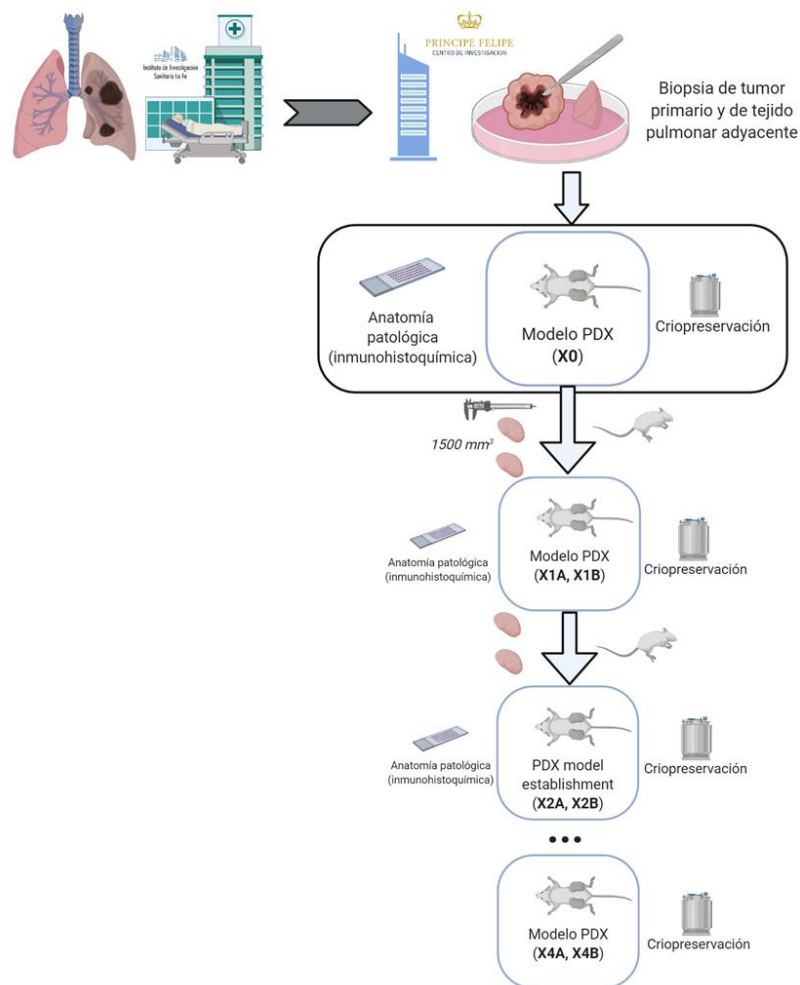 Instituto de Investigación
Sanitaria La Fe
PRINCIPE FELIPE
CENTRO DE INVESTIGACIÓN
Biopsia de tumor
primario y de tejido
pulmonar adyacente
Anatomía
patológica
(inmunohistoquímica)
Modelo PDX
(X0)
Criopreservación
1500 mm³
Anatomía patológica
(inmunohistoquímica)
Modelo PDX
(X1A, X1B)
Criopreservación
Anatomía patológica
(inmunohistoquímica)
PDX model
establishment
(X2A, X2B)
Criopreservación
...
Modelo PDX
(X4A, X4B)
Criopreservación